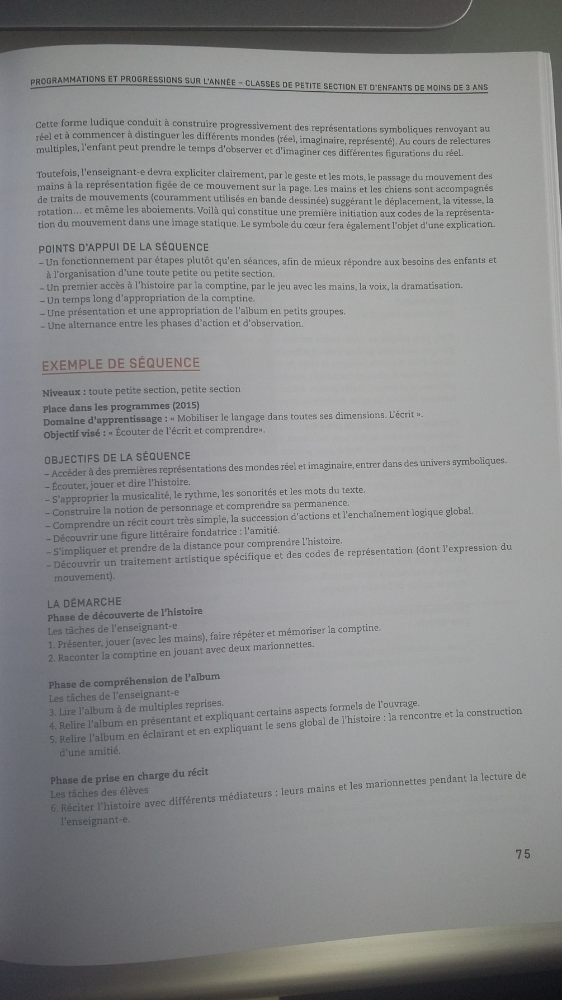 PROGRAMMATIONS ET PROGRESSIONS SUR L'ANNÉE – CLASSES DE PETITE SECTION ET D'ENFANTS DE MOINS DE 3 ANS
Cette forme ludique conduit à construire progressivement des représentations symboliques renvoyant au
réel et à commencer à distinguer les différents mondes (réel, imaginaire, représenté). Au cours de relectures
multiples, l'enfant peut prendre le temps d'observer et d'imaginer ces différentes figurations du réel.
Toutefois, l'enseignant-e devra expliciter clairement, par le geste et les mots, le passage du mouvement des
mains à la représentation figée de ce mouvement sur la page. Les mains et les chiens sont accompagnés
de traits de mouvements (couramment utilisés en bande dessinée) suggérant le déplacement, la vitesse, la
rotation... et même les aboiements. Voilà qui constitue une première initiation aux codes de la représenta-
tion du mouvement dans une image statique. Le symbole du cœur fera également l'objet d'une explication.
POINTS D'APPUI DE LA SÉQUENCE
– Un fonctionnement par étapes plutôt qu'en séances, afin de mieux répondre aux besoins des enfants et
à l'organisation d'une toute petite ou petite section.
– Un premier accès à l'histoire par la comptine, par le jeu avec les mains, la voix, la dramatisation.
– Un temps long d'appropriation de la comptine.
– Une présentation et une appropriation de l'album en petits groupes.
– Une alternance entre les phases d'action et d'observation.
EXEMPLE DE SÉQUENCE
Niveaux : toute petite section, petite section
Place dans les programmes (2015)
Domaine d'apprentissage : « Mobiliser le langage dans toutes ses dimensions. L'écrit ».
Objectif visé : « Écouter de l'écrit et comprendre».
OBJECTIFS DE LA SÉQUENCE
– Accéder à des premières représentations des mondes réel et imaginaire, entrer dans des univers symboliques.
– Écouter, jouer et dire l'histoire.
– S'approprier la musicalité, le rythme, les sonorités et les mots du texte.
– Construire la notion de personnage et comprendre sa permanence.
– Comprendre un récit court très simple, la succession d'actions et l'enchaînement logique global.
– Découvrir une figure littéraire fondatrice : l'amitié.
– S'impliquer et prendre de la distance pour comprendre l'histoire.
– Découvrir un traitement artistique spécifique et des codes de représentation (dont l'expression du
mouvement).
LA DÉMARCHE
Phase de découverte de l'histoire
Les tâches de l'enseignant-e
1. Présenter, jouer (avec les mains), faire répéter et mémoriser la comptine.
2. Raconter la comptine en jouant avec deux marionnettes.
Phase de compréhension de l'album
Les tâches de l'enseignant-e
3. Lire l'album à de multiples reprises.
4. Relire l'album en présentant et expliquant certains aspects formels de l'ouvrage.
5. Relire l'album en éclairant et en expliquant le sens global de l'histoire : la rencontre et la construction
d'une amitié.
Phase de prise en charge du récit
Les tâches des élèves
6. Réciter l'histoire avec différents médiateurs : leurs mains et les marionnettes pendant la lecture de
l'enseignant-e.
75